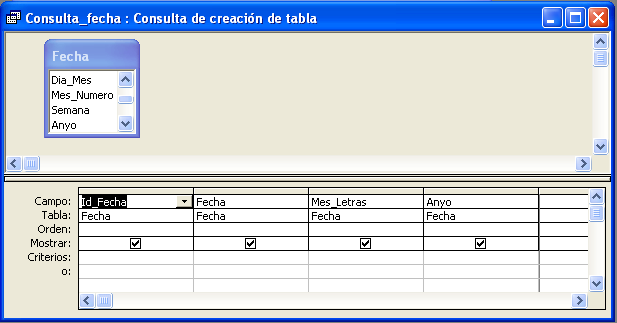 Consulta_fecha : Consulta de creación de tabla
Fecha
Dia_Mes
Mes_Numero
Semana
Anyo
Campo: Id_Fecha Fecha Mes_Letras Anyo
Tabla: Fecha Fecha Fecha Fecha
Orden:
Mostrar:
Criterios:
o: